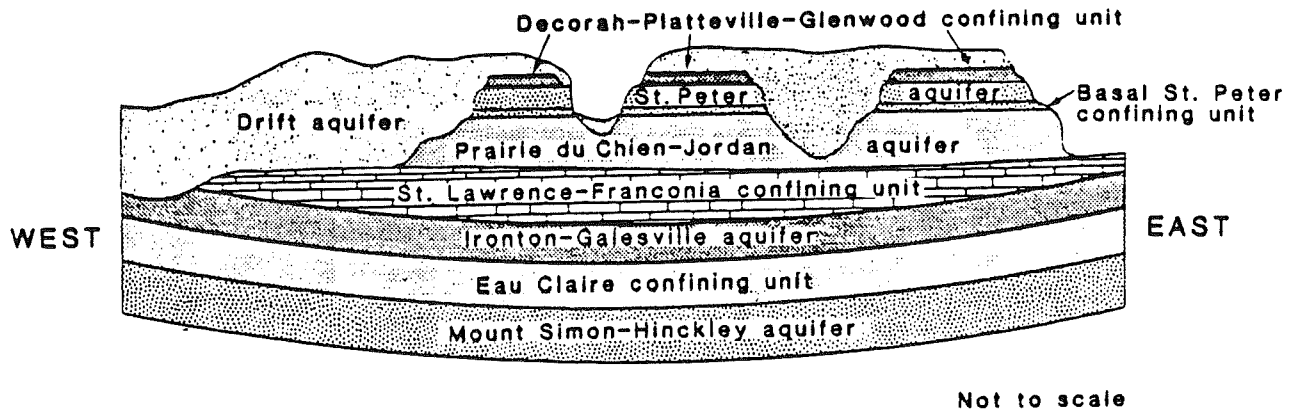 Decorah-Platteville-Glenwood confining unit
St. Peter
aquifer
Basal St. Peter
confining unit
Drift aquifer
Prairie du Chien-Jordan
aquifer
St. Lawrence-Franconia confining unit
WEST
Ironton-Galesville aquifer
EAST
Eau Claire confining unit
Mount Simon-Hinckley aquifer
Not to scale